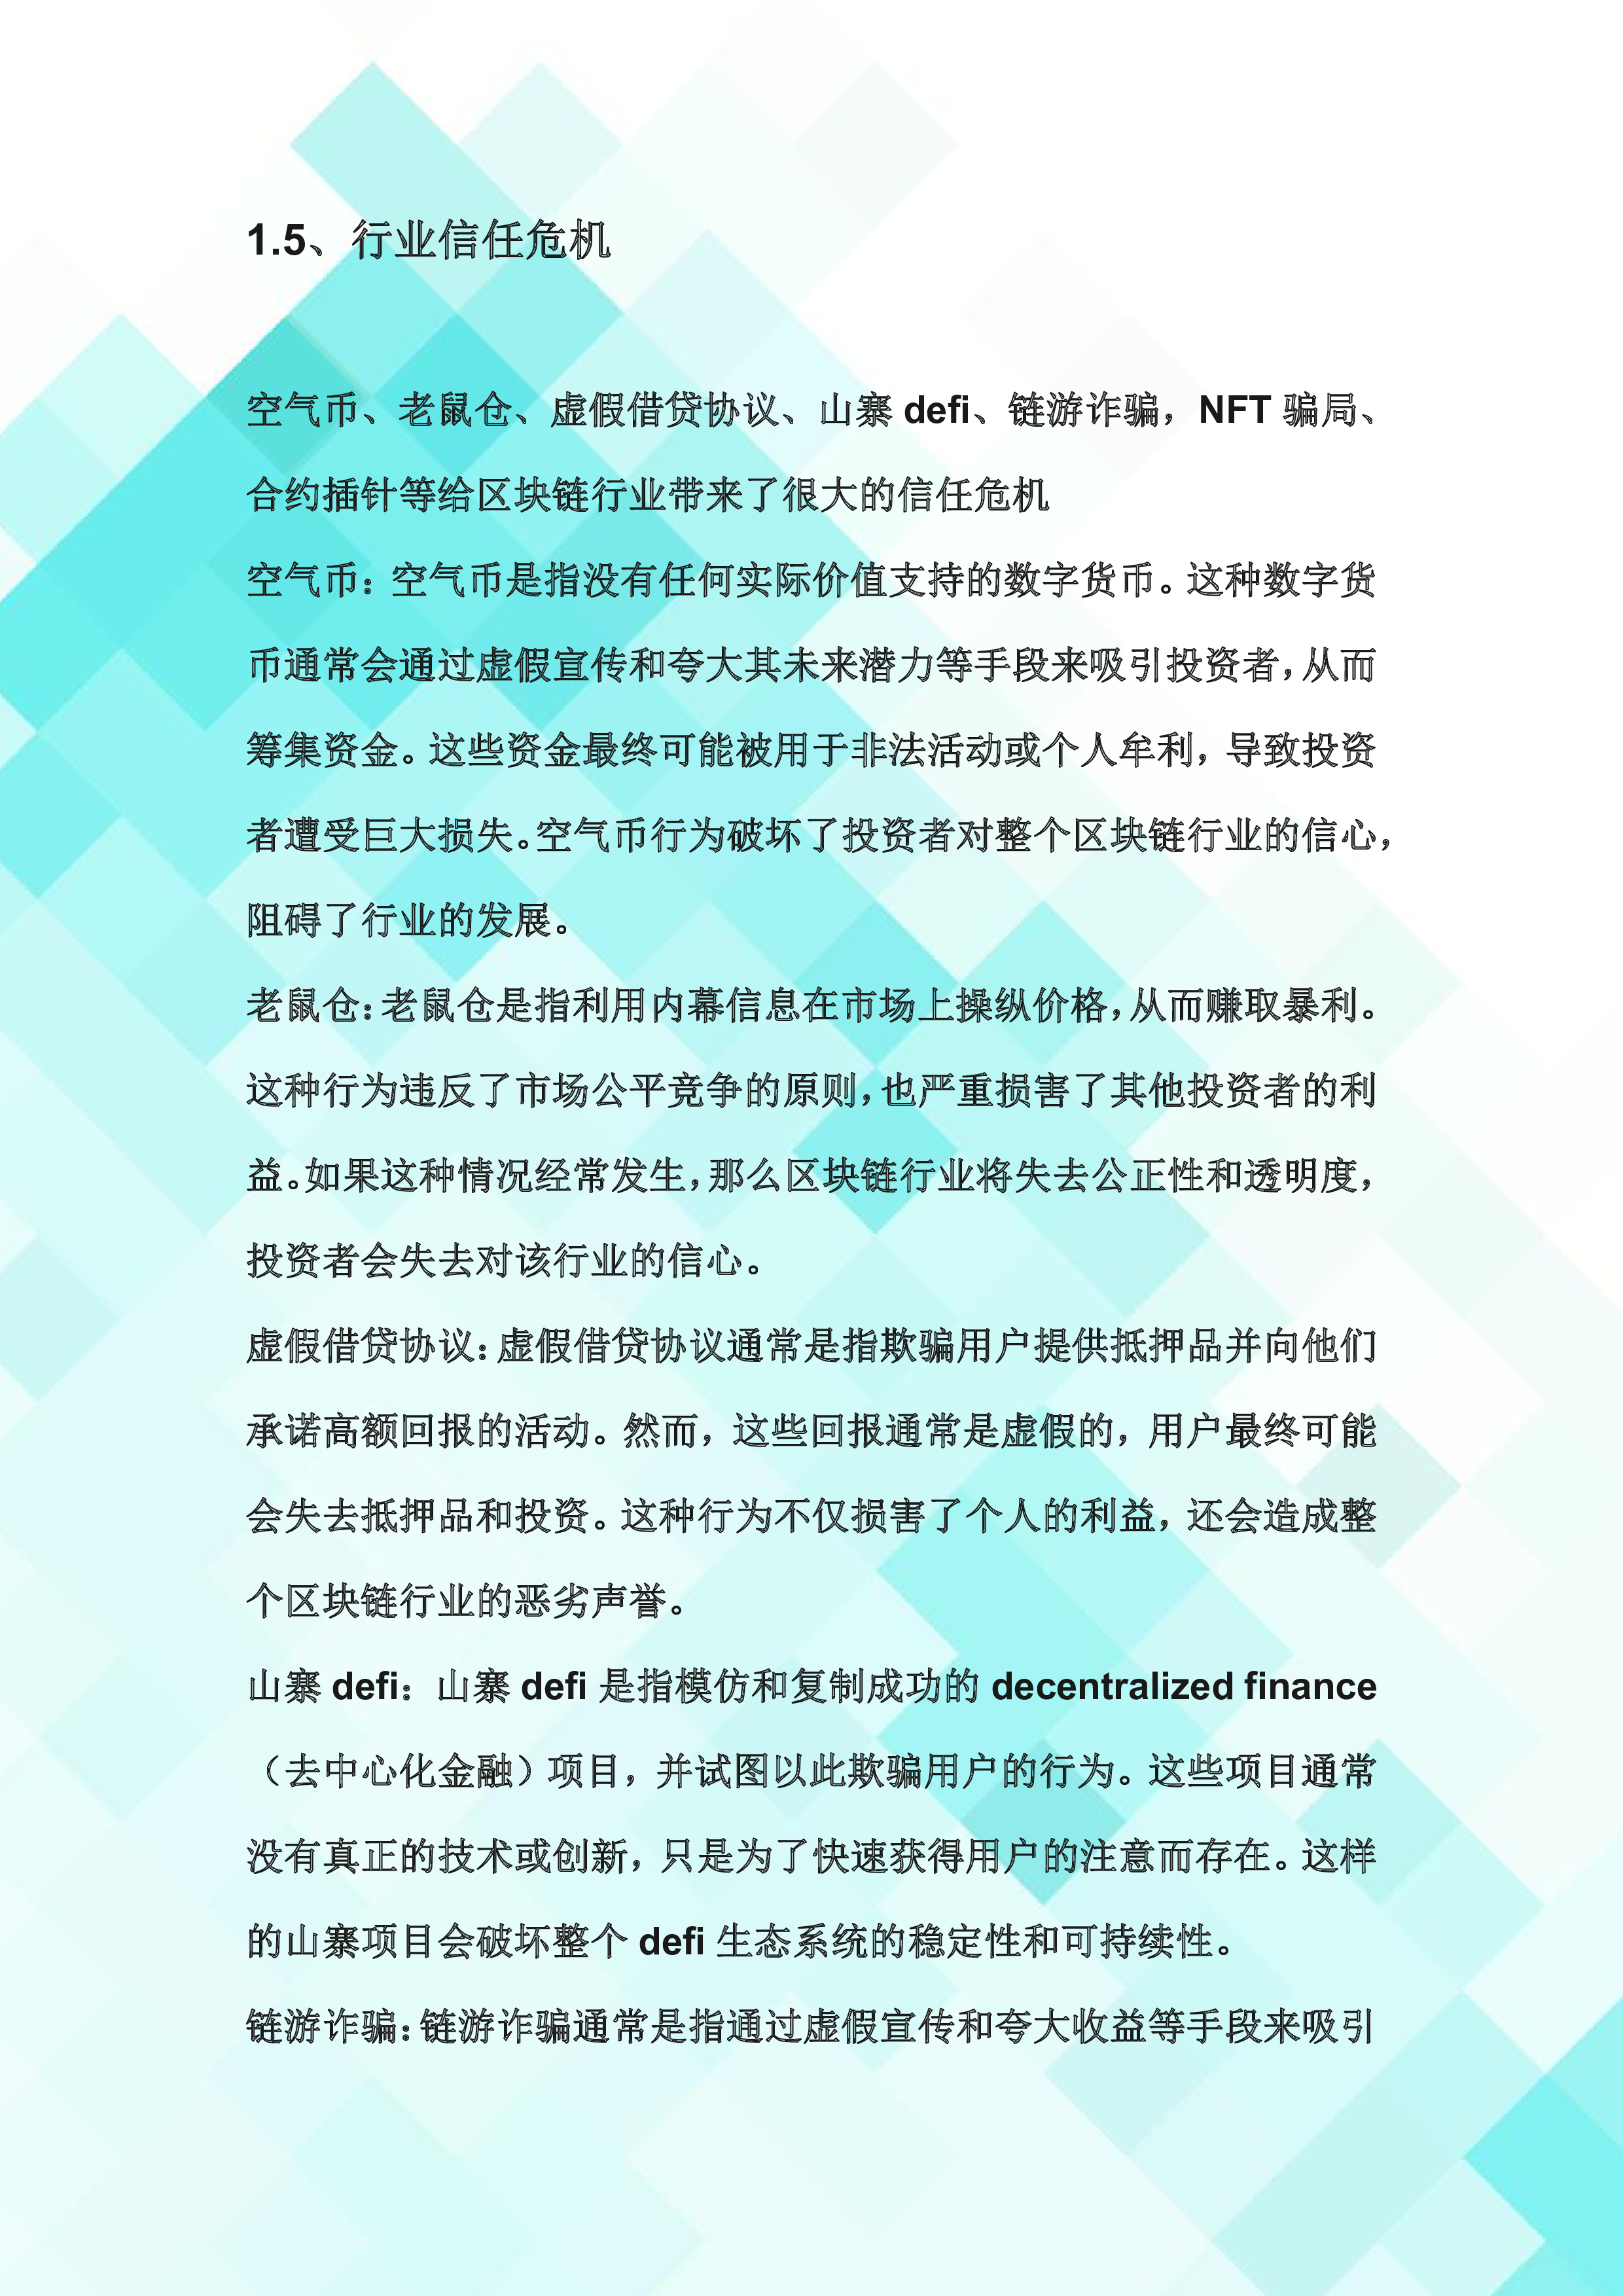 1.5、行业信任危机
空气币、老鼠仓、虚假借贷协议、山寨 defi、链游诈骗，NFT 骗局、
合约插针等给区块链行业带来了很大的信任危机
空气币：空气币是指没有任何实际价值支持的数字货币。这种数字货
币通常会通过虚假宣传和夸大其未来潜力等手段来吸引投资者，从而
筹集资金。这些资金最终可能被用于非法活动或个人牟利，导致投资
者遭受巨大损失。空气币行为破坏了投资者对整个区块链行业的信心，
阻碍了行业的发展。
老鼠仓：老鼠仓是指利用内幕信息在市场上操纵价格，从而赚取暴利。
这种行为违反了市场公平竞争的原则，也严重损害了其他投资者的利
益。如果这种情况经常发生，那么区块链行业将失去公正性和透明度，
投资者会失去对该行业的信心。
虚假借贷协议：虚假借贷协议通常是指欺骗用户提供抵押品并向他们
承诺高额回报的活动。然而，这些回报通常是虚假的，用户最终可能
会失去抵押品和投资。这种行为不仅损害了个人的利益，还会造成整
个区块链行业的恶劣声誉。
山寨 defi：山寨 defi 是指模仿和复制成功的 decentralized finance
（去中心化金融）项目，并试图以此欺骗用户的行为。这些项目通常
没有真正的技术或创新，只是为了快速获得用户的注意而存在。这样
的山寨项目会破坏整个 defi 生态系统的稳定性和可持续性。
链游诈骗：链游诈骗通常是指通过虚假宣传和夸大收益等手段来吸引